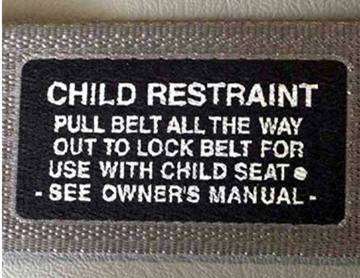 CHILD RESTRAINT
PULL BELT ALL THE WAY
OUT TO LOCK BELT FOR
USE WITH CHILD SEAT●
- SEE OWNER'S MANUAL -